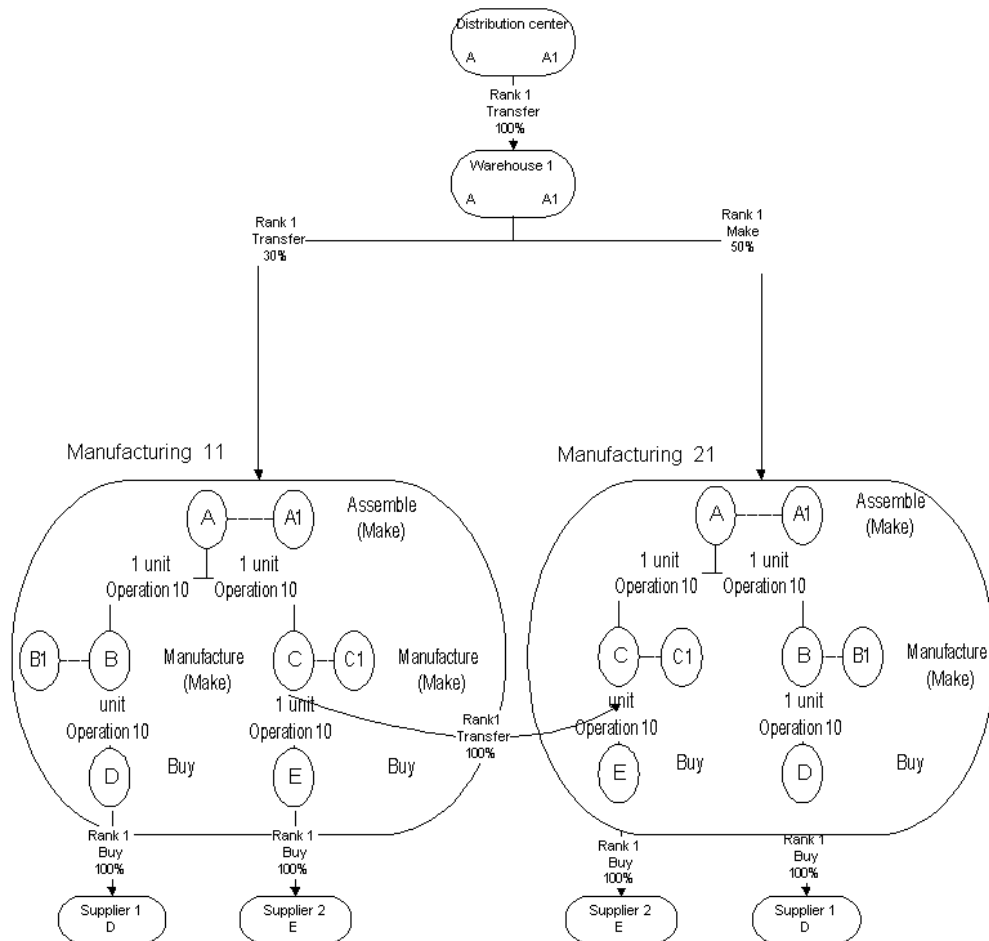 Distribution center
A A1
Rank 1
Transfer
100%
Warehouse 1
A A1
Rank 1
Transfer
30%
Rank 1
Make
50%
Manufacturing 11
A A1
Assemble
(Make)
1 unit 1 unit
Operation 10 Operation 10
B1 B
Manufacture
(Make)
C C1
Manufacture
(Make)
unit
Operation 10
1 unit
Operation 10
D
Buy
E
Buy
Rank 1
Buy
100%
Rank 1
Buy
100%
Supplier 1
D
Supplier 2
E
Rank1
Transfer
100%
Manufacturing 21
A A1
Assemble
(Make)
1 unit 1 unit
Operation 10 Operation 10
C C1
B B1
Manufacture
(Make)
unit
Operation 10
1 unit
Operation 10
E
Buy
D
Buy
Rank 1
Buy
100%
Rank 1
Buy
100%
Supplier 2
E
Supplier 1
D